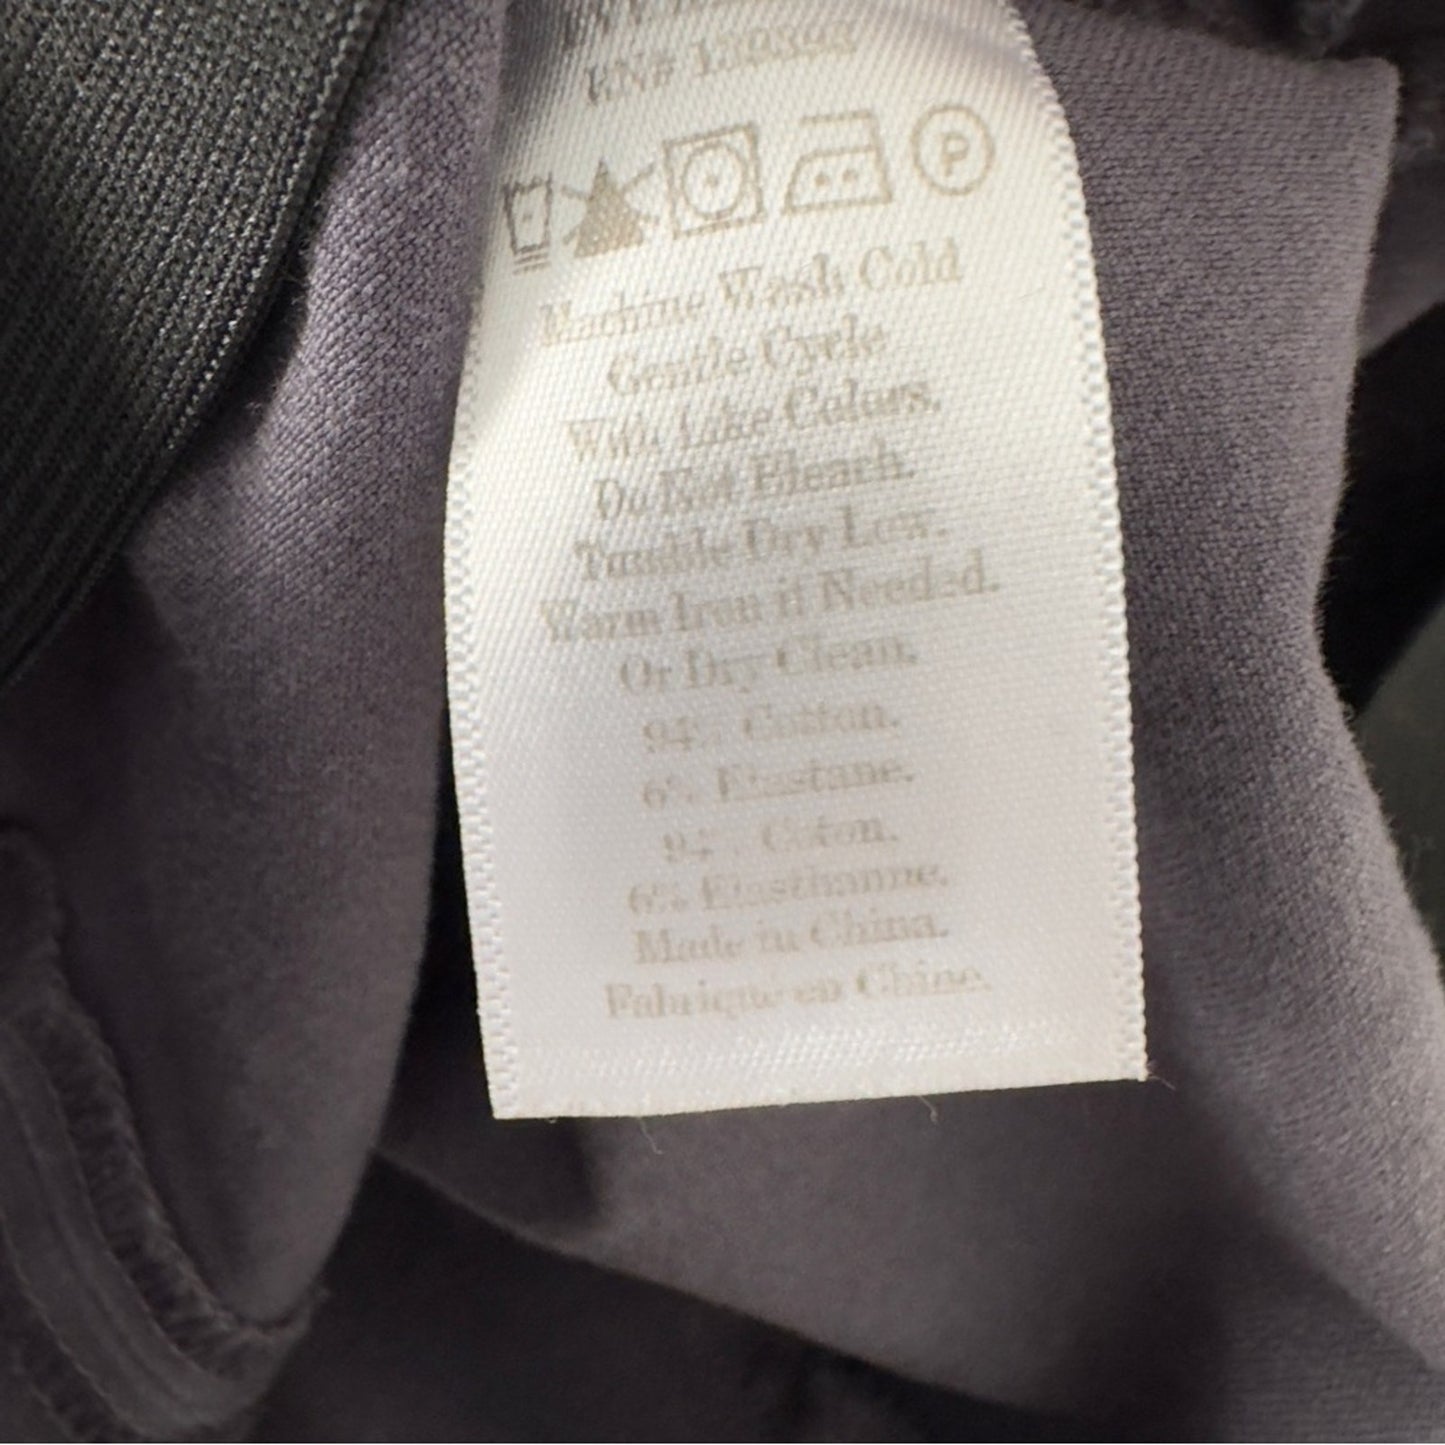 P
Machine Wash Cold
Gentle Cycle
With Like Colors.
Do Not Bleach.
Tumble Dry Low.
Warm Iron if Needed.
Or Dry Clean.
94% Cotton.
6% Elastane.
94% Coton.
6% Elasthanne.
Made in China.
Fabrique en Chine.